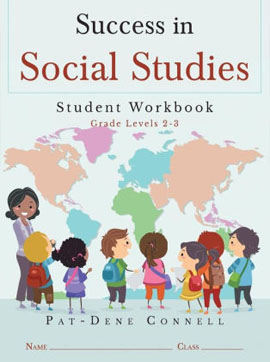 Success in
Social Studies
Student Workbook
Grade Levels 2-3
Pat-Dene Connell
Name Class